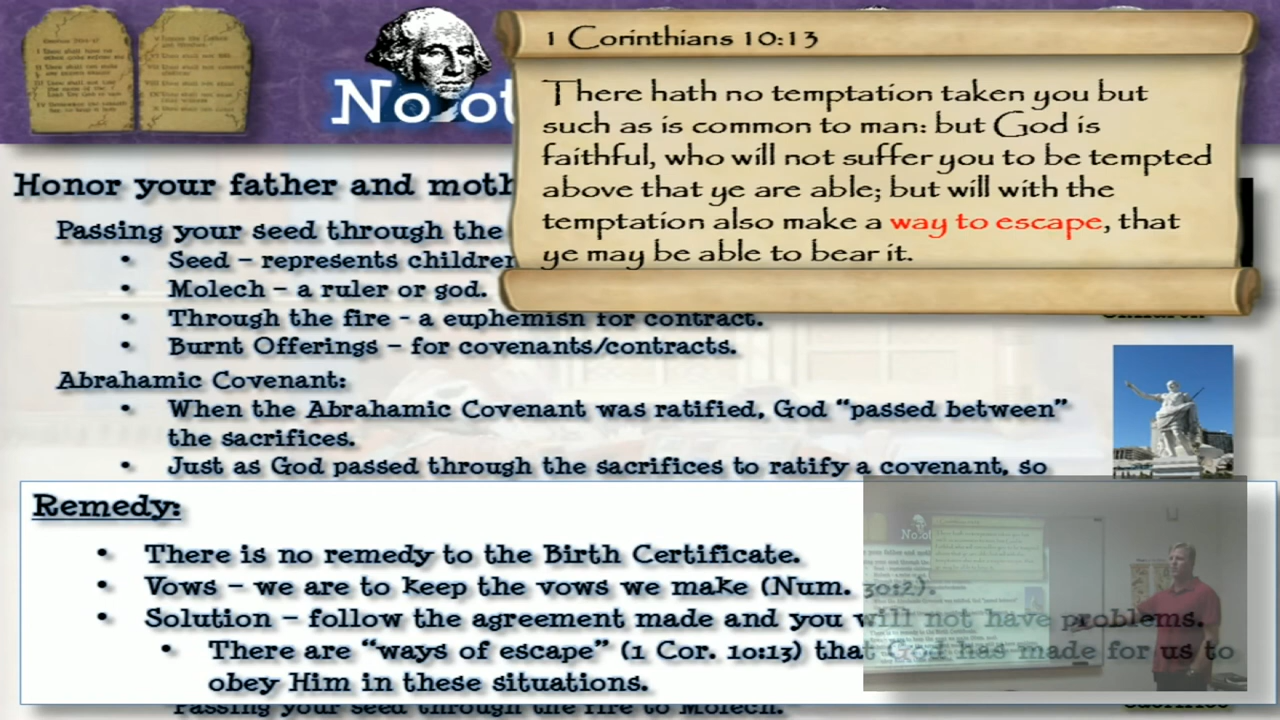 No ot
1 Corinthians 10:13
There hath no temptation taken you but
such as is common to man: but God is
faithful, who will not suffer you to be tempted
above that ye are able; but will with the
temptation also make a way to escape, that
ye may be able to bear it.
Honor your father and moth
Passing your seed through the
• Seed – represents children
• Molech – a ruler or god.
• Through the fire - a euphemism for contract.
• Burnt Offerings – for covenants/contracts.
Children
Abrahamic Covenant:
• When the Abrahamic Covenant was ratified, God “passed between”
the sacrifices.
• Just as God passed through the sacrifices to ratify a covenant, so
Remedy:
• There is no remedy to the Birth Certificate.
• Vows – we are to keep the vows we make (Num. 30:2).
• Solution – follow the agreement made and you will not have problems.
• There are “ways of escape” (1 Cor. 10:13) that God has made for us to
obey Him in these situations.
Passing your seed through the fire to Molech.
Sacrifice